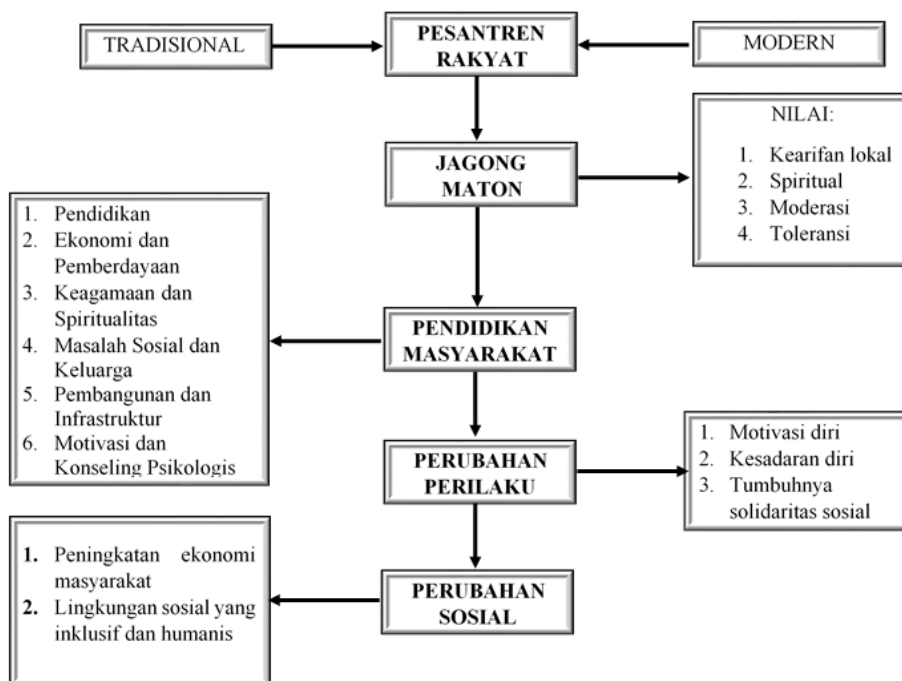 TRADISIONAL
PESANTREN
RAKYAT
MODERN
JAGONG
MATON
NILAI:
1. Kearifan lokal
2. Spiritual
3. Moderasi
4. Toleransi
1. Pendidikan
2. Ekonomi dan
Pemberdayaan
3. Keagamaan dan
Spiritualitas
4. Masalah Sosial dan
Keluarga
5. Pembangunan dan
Infrastruktur
6. Motivasi dan
Konseling Psikologis
PENDIDIKAN
MASYARAKAT
PERUBAHAN
PERILAKU
1. Motivasi diri
2. Kesadaran diri
3. Tumbuhnya
solidaritas sosial
1. Peningkatan ekonomi
masyarakat
2. Lingkungan sosial yang
inklusif dan humanis
PERUBAHAN
SOSIAL